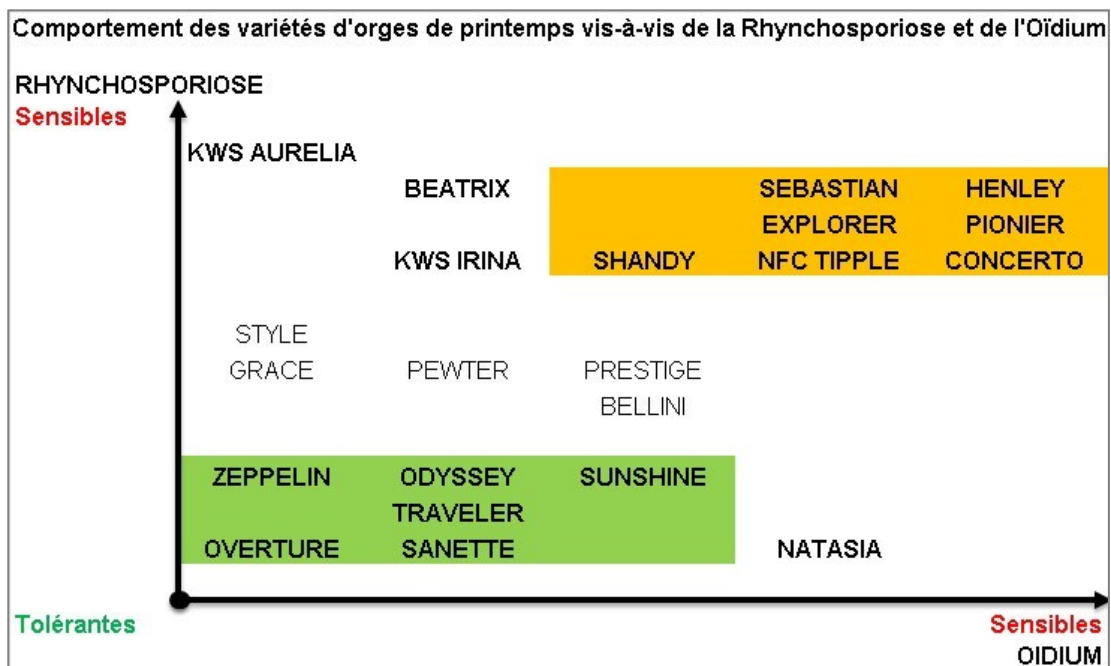 Comportement des variétés d'orges de printemps vis-à-vis de la Rhynchosporiose et de l'Oïdium
RHYNCHOSPORIOSE
Sensibles
KWS AURELIA
BEATRIX SEBASTIAN HENLEY
EXPLORER PIONIER
KWS IRINA SHANDY NFC TIPPLE CONCERTO
STYLE
GRACE PEWTER PRESTIGE
BELLINI
ZEPPELIN ODYSSEY SUNSHINE
TRAVELER
OVERTURE SANETTE NATASIA
Tolérantes Sensibles
OIDIUM